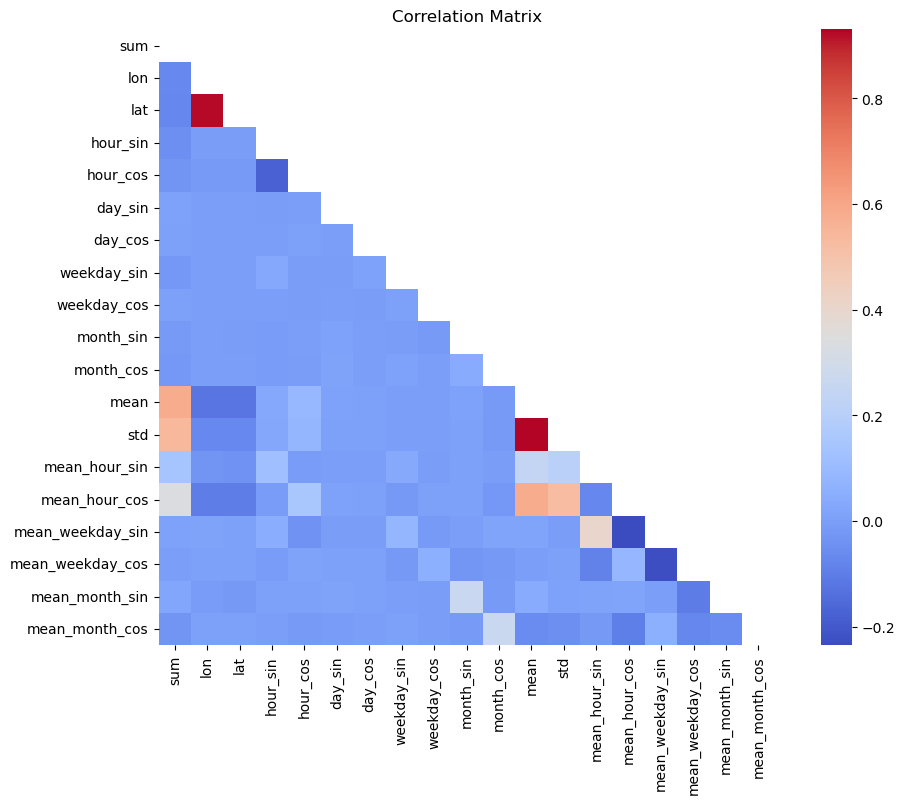 Correlation Matrix
sum
lon
lat
hour_sin
hour_cos
day_sin
day_cos
weekday_sin
weekday_cos
month_sin
month_cos
mean
std
mean_hour_sin
mean_hour_cos
mean_weekday_sin
mean_weekday_cos
mean_month_sin
mean_month_cos
sum
lon
lat
hour_sin
hour_cos
day_sin
day_cos
weekday_sin
weekday_cos
month_sin
month_cos
mean
std
mean_hour_sin
mean_hour_cos
mean_weekday_sin
mean_weekday_cos
mean_month_sin
mean_month_cos
0.8
0.6
0.4
0.2
0.0
−0.2